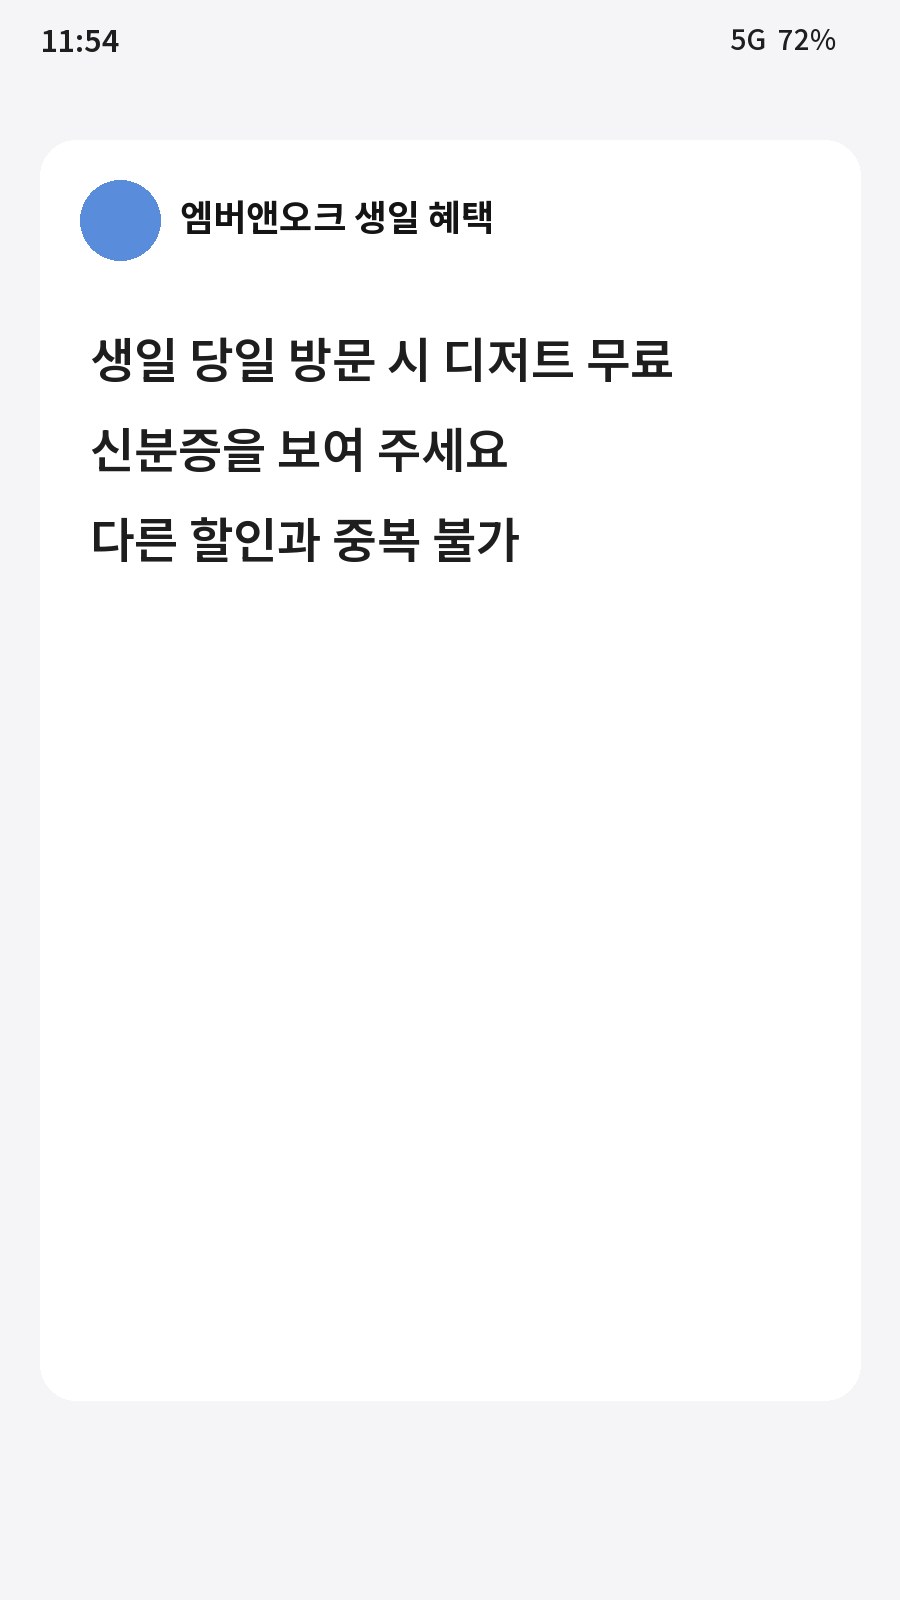 11:54
5G 72%
엠버앤오크 생일 혜택
생일 당일 방문 시 디저트 무료
신분증을 보여 주세요
다른 할인과 중복 불가